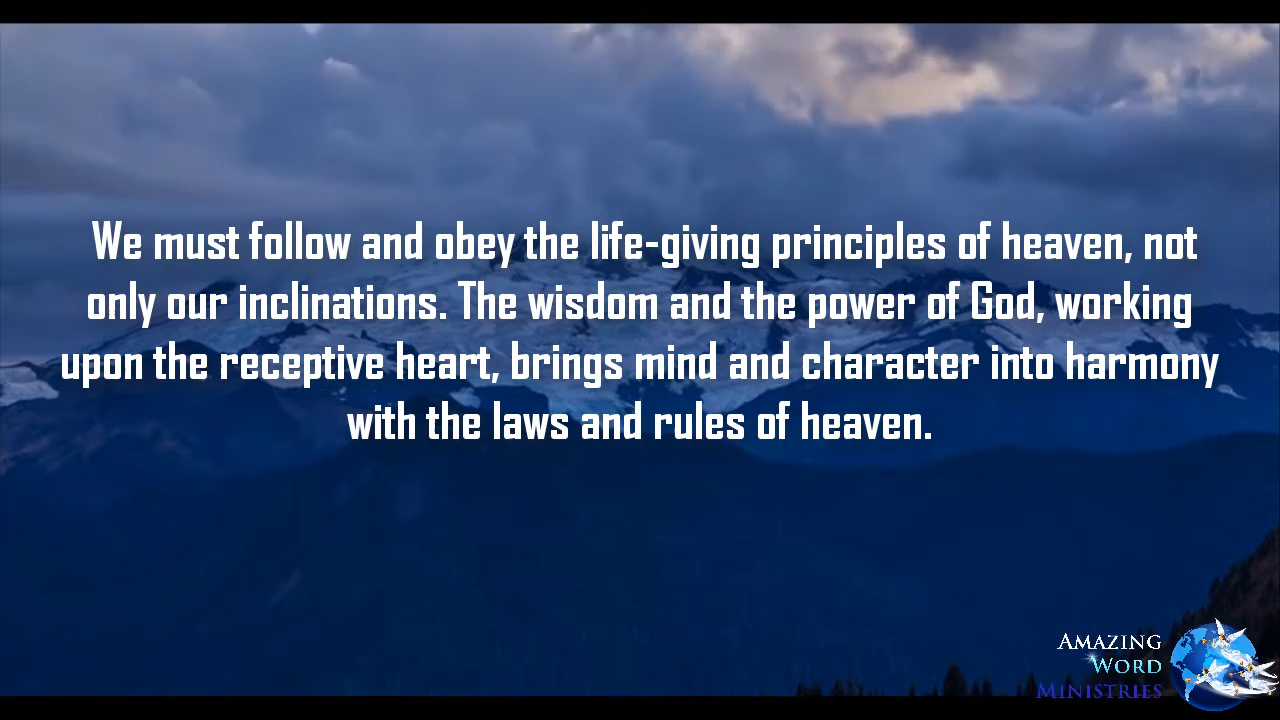 We must follow and obey the life-giving principles of heaven, not
only our inclinations. The wisdom and the power of God, working
upon the receptive heart, brings mind and character into harmony
with the laws and rules of heaven.
AMAZING
WORD
MINISTRIES